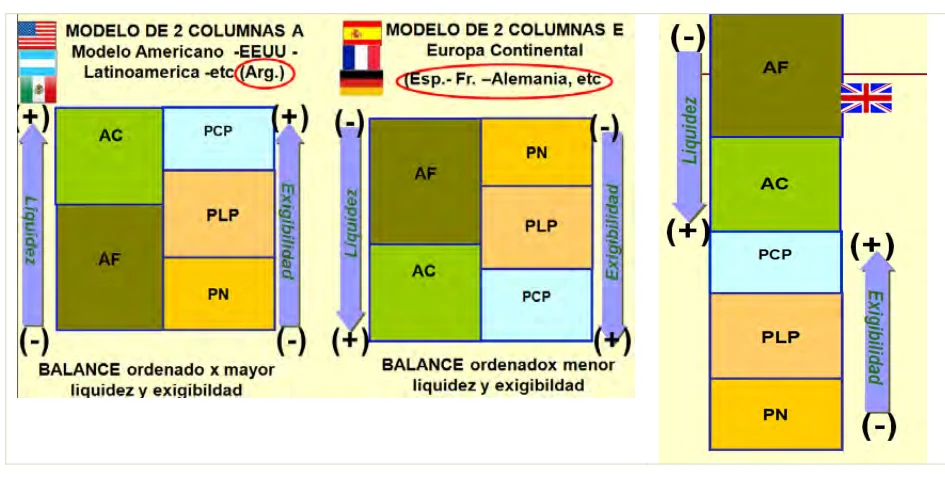 MODELO DE 2 COLUMNAS A
Modelo Americano -EEUU -
Latinoamerica -etc (Arg.)
(+)
(+)
Líquidez
AC
AF
PCP
PLP
PN
Exigibilidad
(-)
(-)
BALANCE ordenado x mayor
liquidez y exigibildad
MODELO DE 2 COLUMNAS E
Europa Continental
(Esp.- Fr. –Alemania, etc
(-)
(-)
Líquidez
AF
AC
PN
PLP
PCP
Exigibilidad
(+)
(+)
BALANCE ordenadox menor
liquidez y exigibildad
(-)
Liquidez
(+)
AF
AC
PCP
PLP
PN
(+)
Exigibilidad
(-)